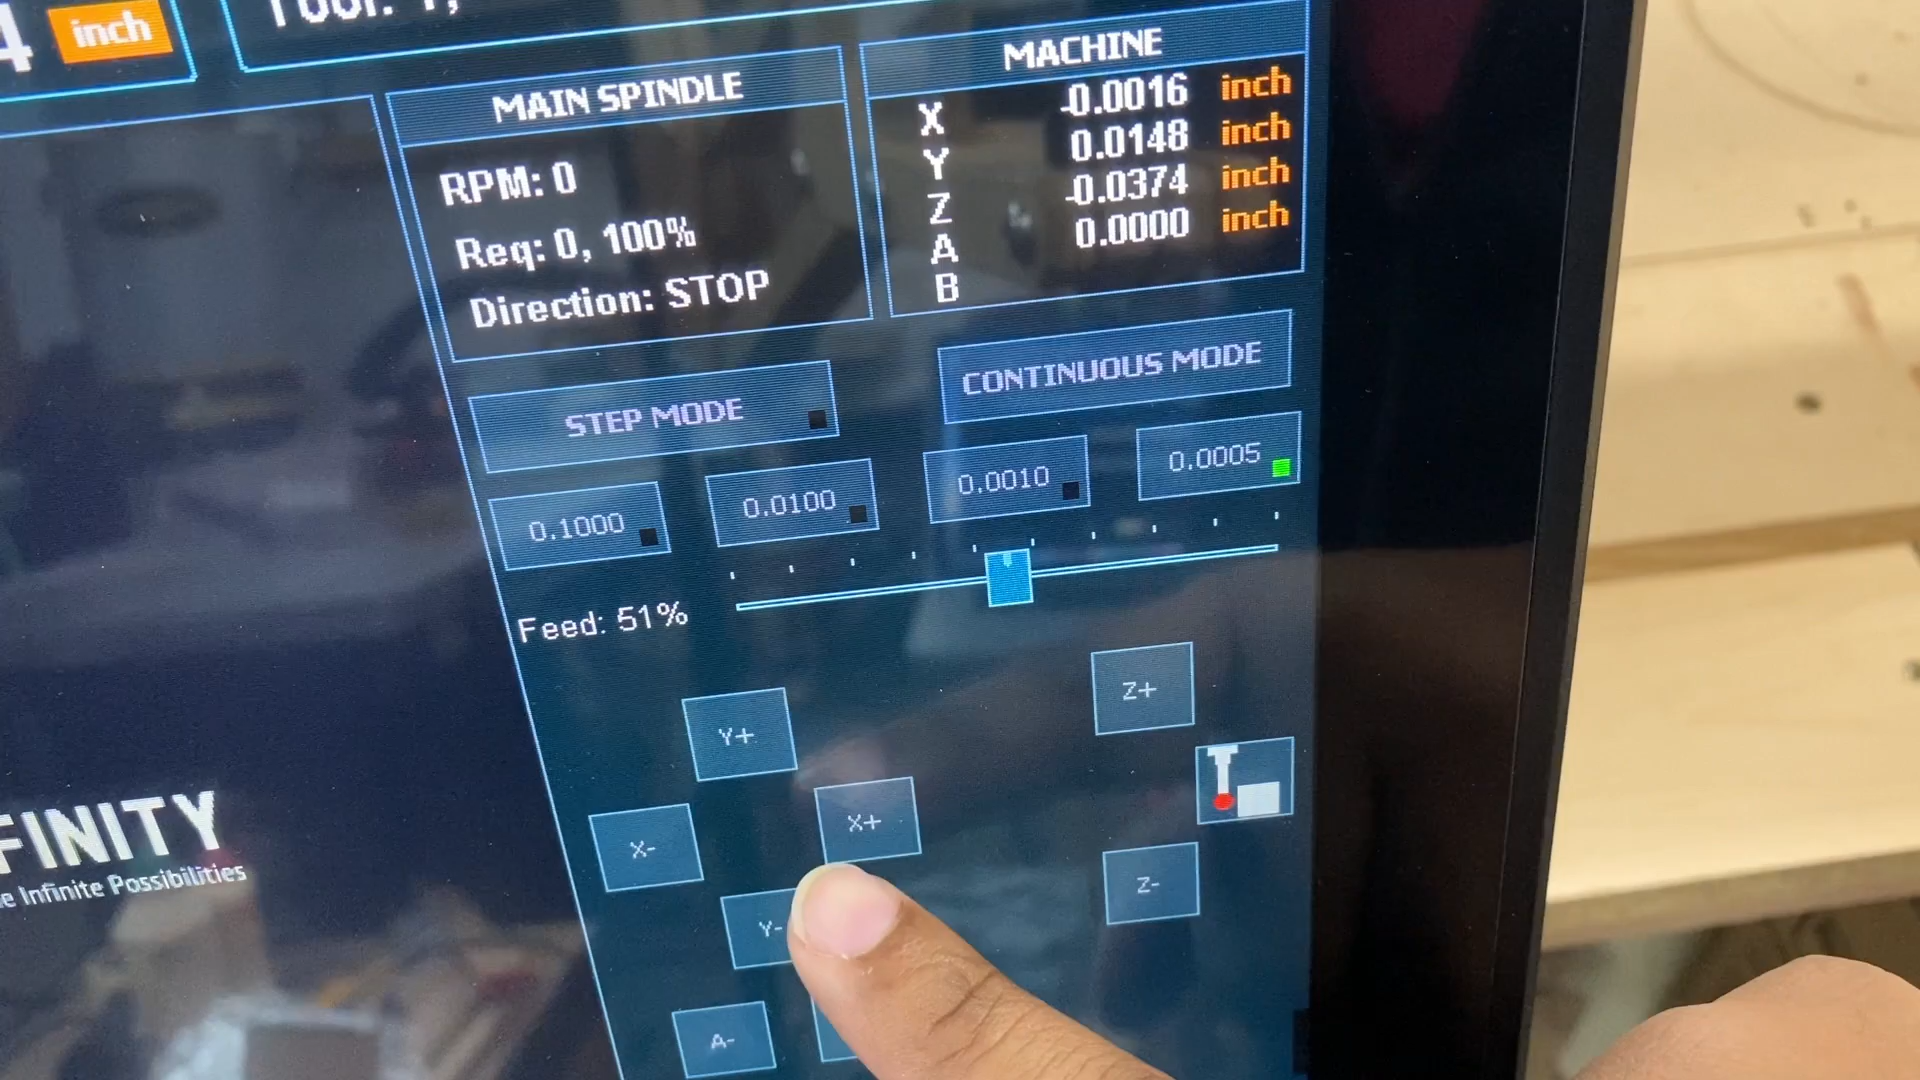 4 inch
MAIN SPINDLE
RPM: 0
Req: 0, 100%
Direction: STOP
MACHINE
X -0.0016 inch
Y 0.0148 inch
Z -0.0374 inch
A 0.0000 inch
B
STEP MODE
CONTINUOUS MODE
0.1000
0.0100
0.0010
0.0005
Feed: 51%
Y+
Z+
X-
X+
Y-
Z-
A-
FINITY
e Infinite Possibilities